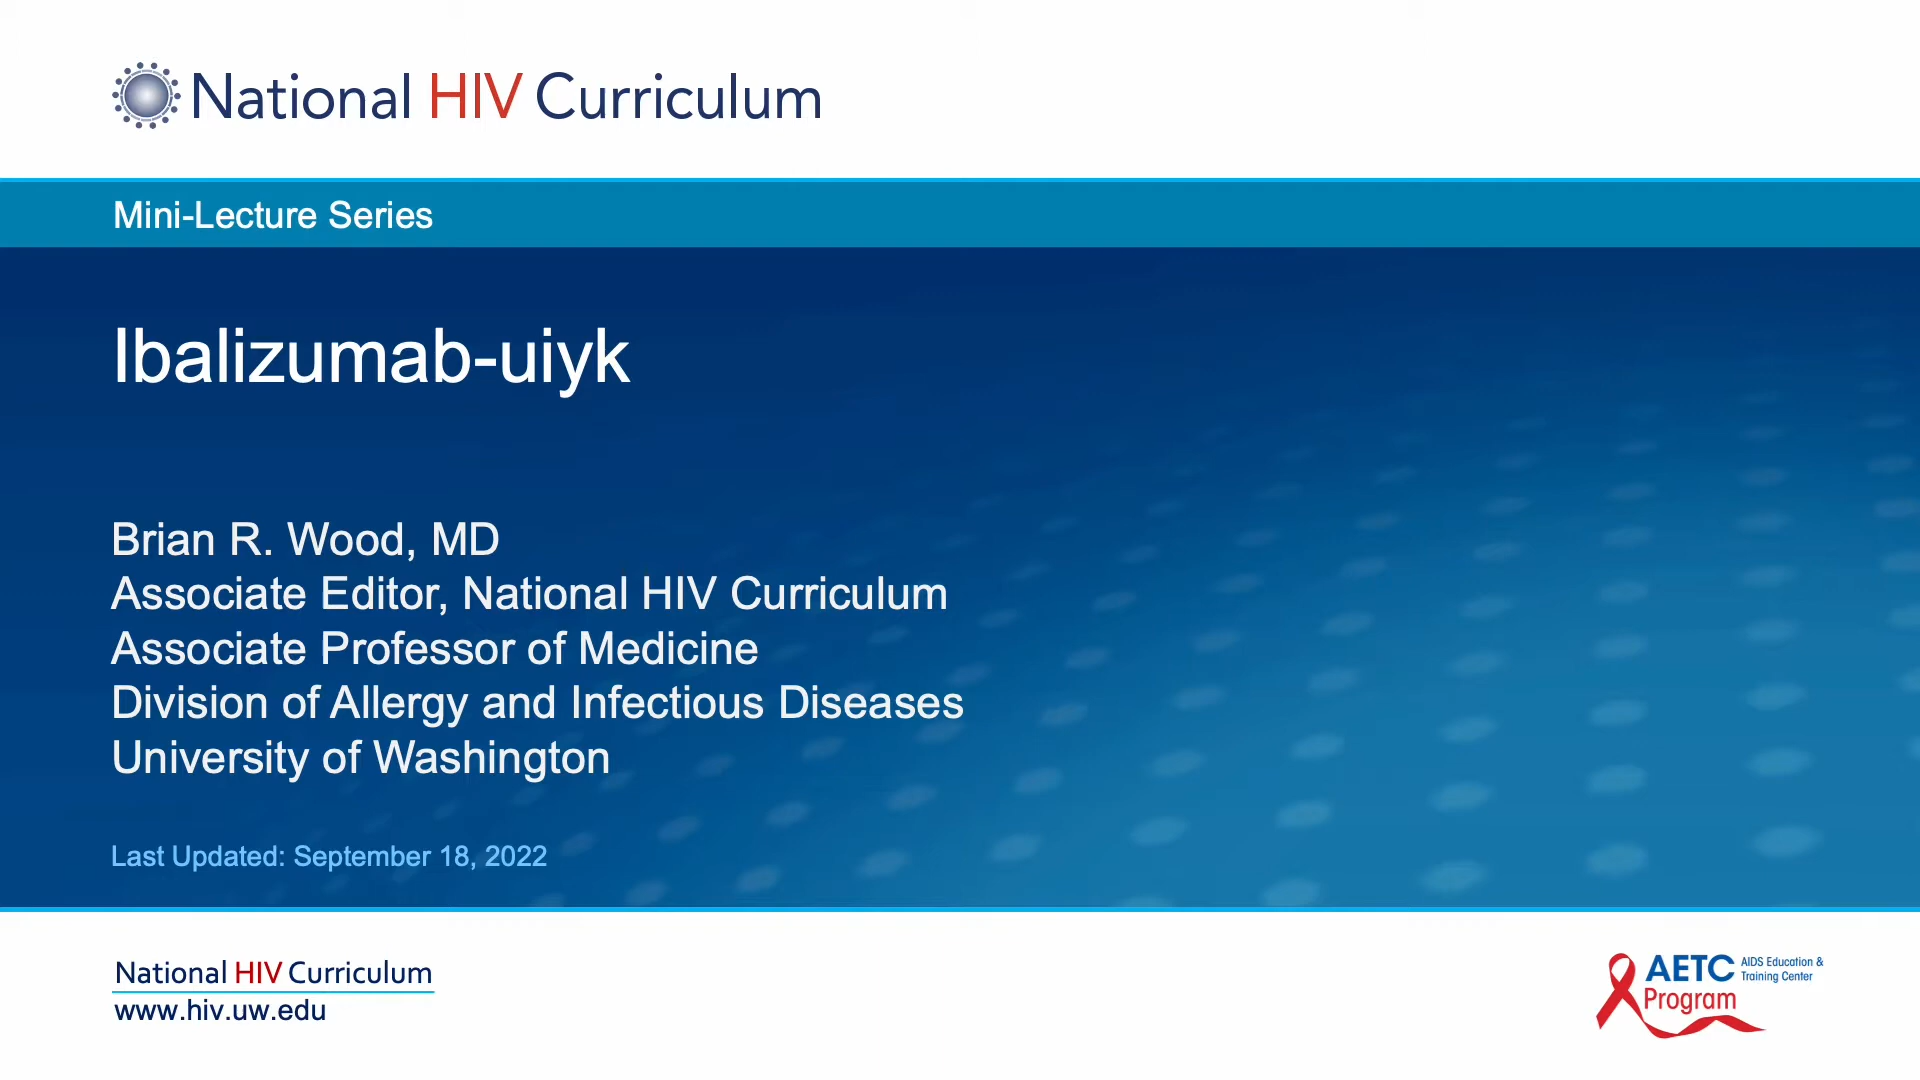 National HIV Curriculum
Mini-Lecture Series
Ibalizumab-uiyk
Brian R. Wood, MD
Associate Editor, National HIV Curriculum
Associate Professor of Medicine
Division of Allergy and Infectious Diseases
University of Washington
Last Updated: September 18, 2022
National HIV Curriculum
www.hiv.uw.edu
AETC AIDS Education &
Training Center
Program